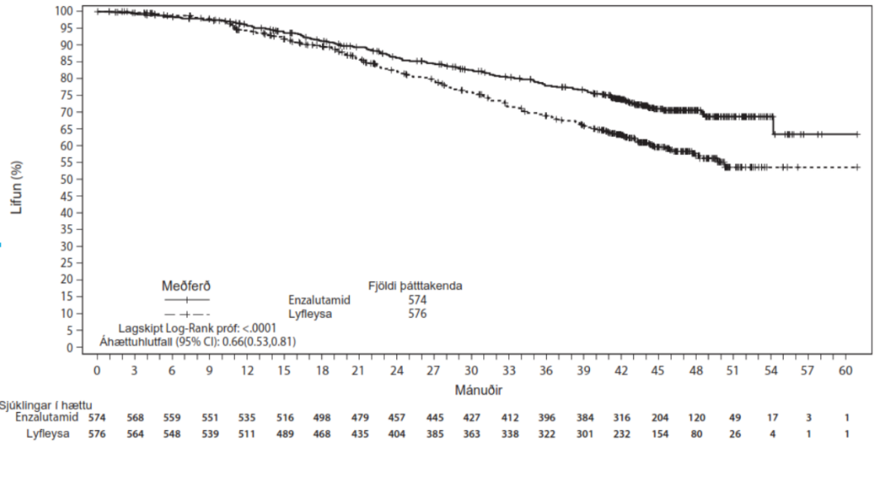 100
95
90
85
80
75
70
65
60
55
50
45
40
35
30
25
20
15
10
5
0
Lifun (%)
Meðferð
Fjöldi þátttakenda
Enzalutamid 574
Lyfleysa 576
Lagskipt Log-Rank próf: <.0001
Áhættuhlutfall (95% CI): 0.66(0.53,0.81)
0 3 6 9 12 15 18 21 24 27 30 33 36 39 42 45 48 51 54 57 60
Mánuðir
Sjúklingar í hættu
Enzalutamid 574 568 559 551 535 516 498 479 457 445 427 412 396 384 316 204 120 49 17 3 1
Lyfleysa 576 564 548 539 511 489 468 435 404 385 363 338 322 301 232 154 80 26 4 1 1